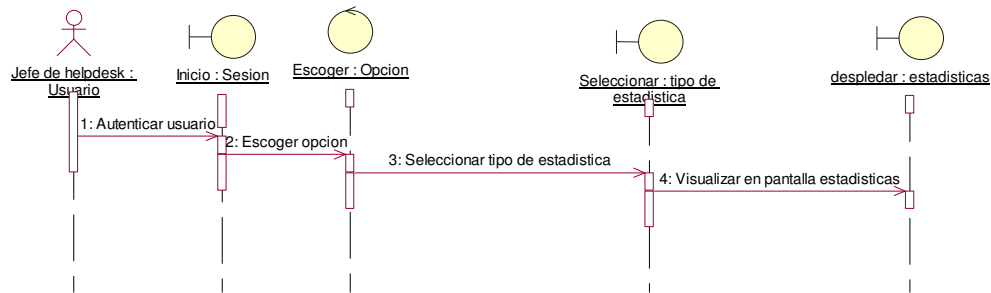 Jefe de helpdesk :
Usuario
Inicio : Sesion
Escoger : Opcion
Seleccionar : tipo de
estadistica
despledar : estadisticas
1: Autenticar usuario
2: Escoger opcion
3: Seleccionar tipo de estadistica
4: Visualizar en pantalla estadisticas